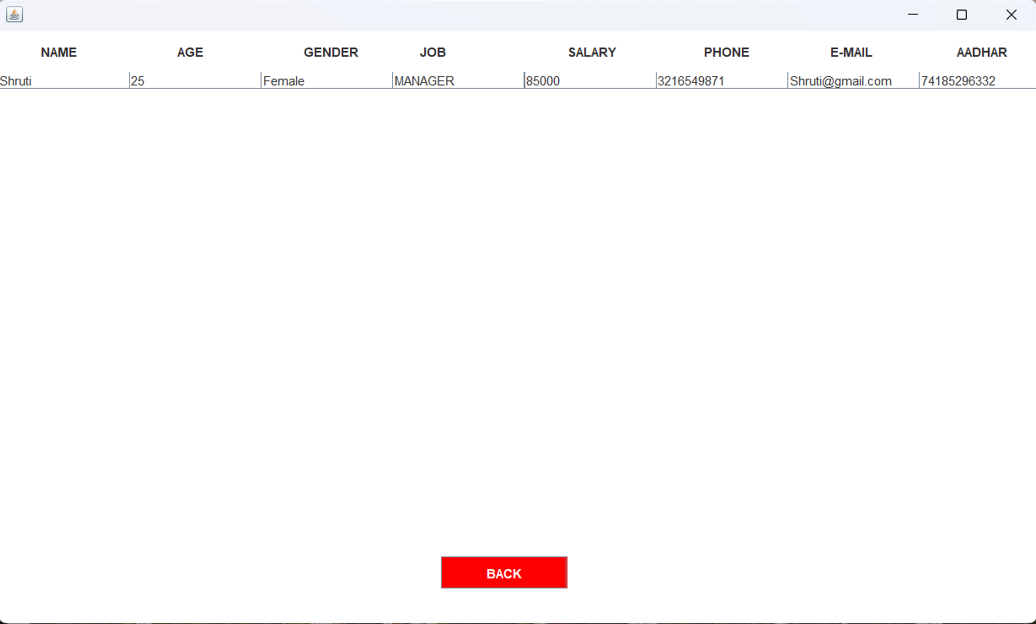 NAME AGE GENDER JOB SALARY PHONE E-MAIL AADHAR
Shruti 25 Female MANAGER 85000 3216549871 Shruti@gmail.com 74185296332
BACK